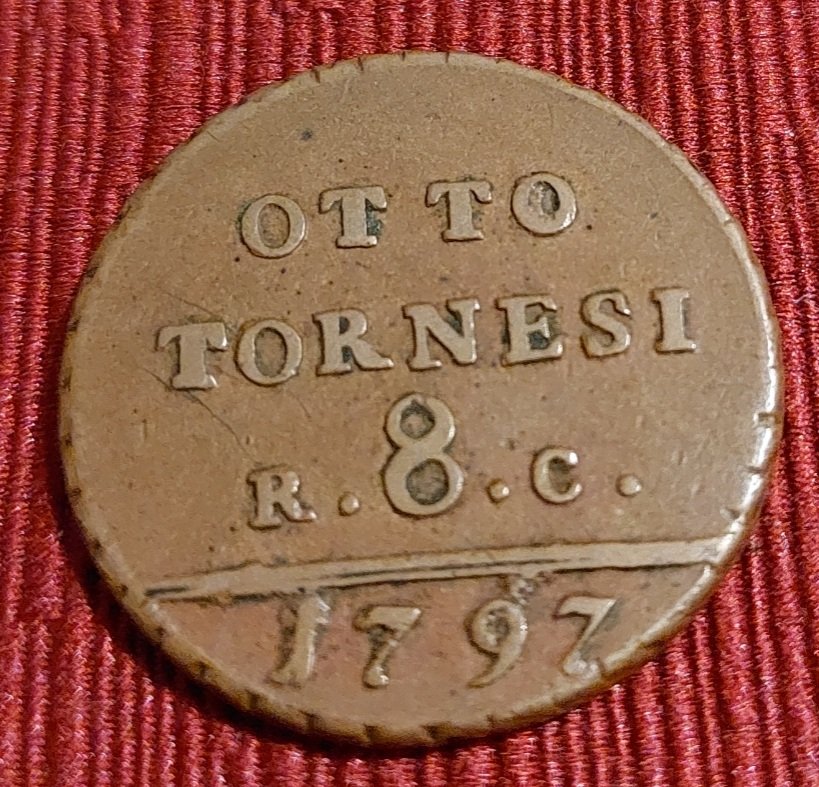 OTTO
TORNESI
R . 8 . C .
1797